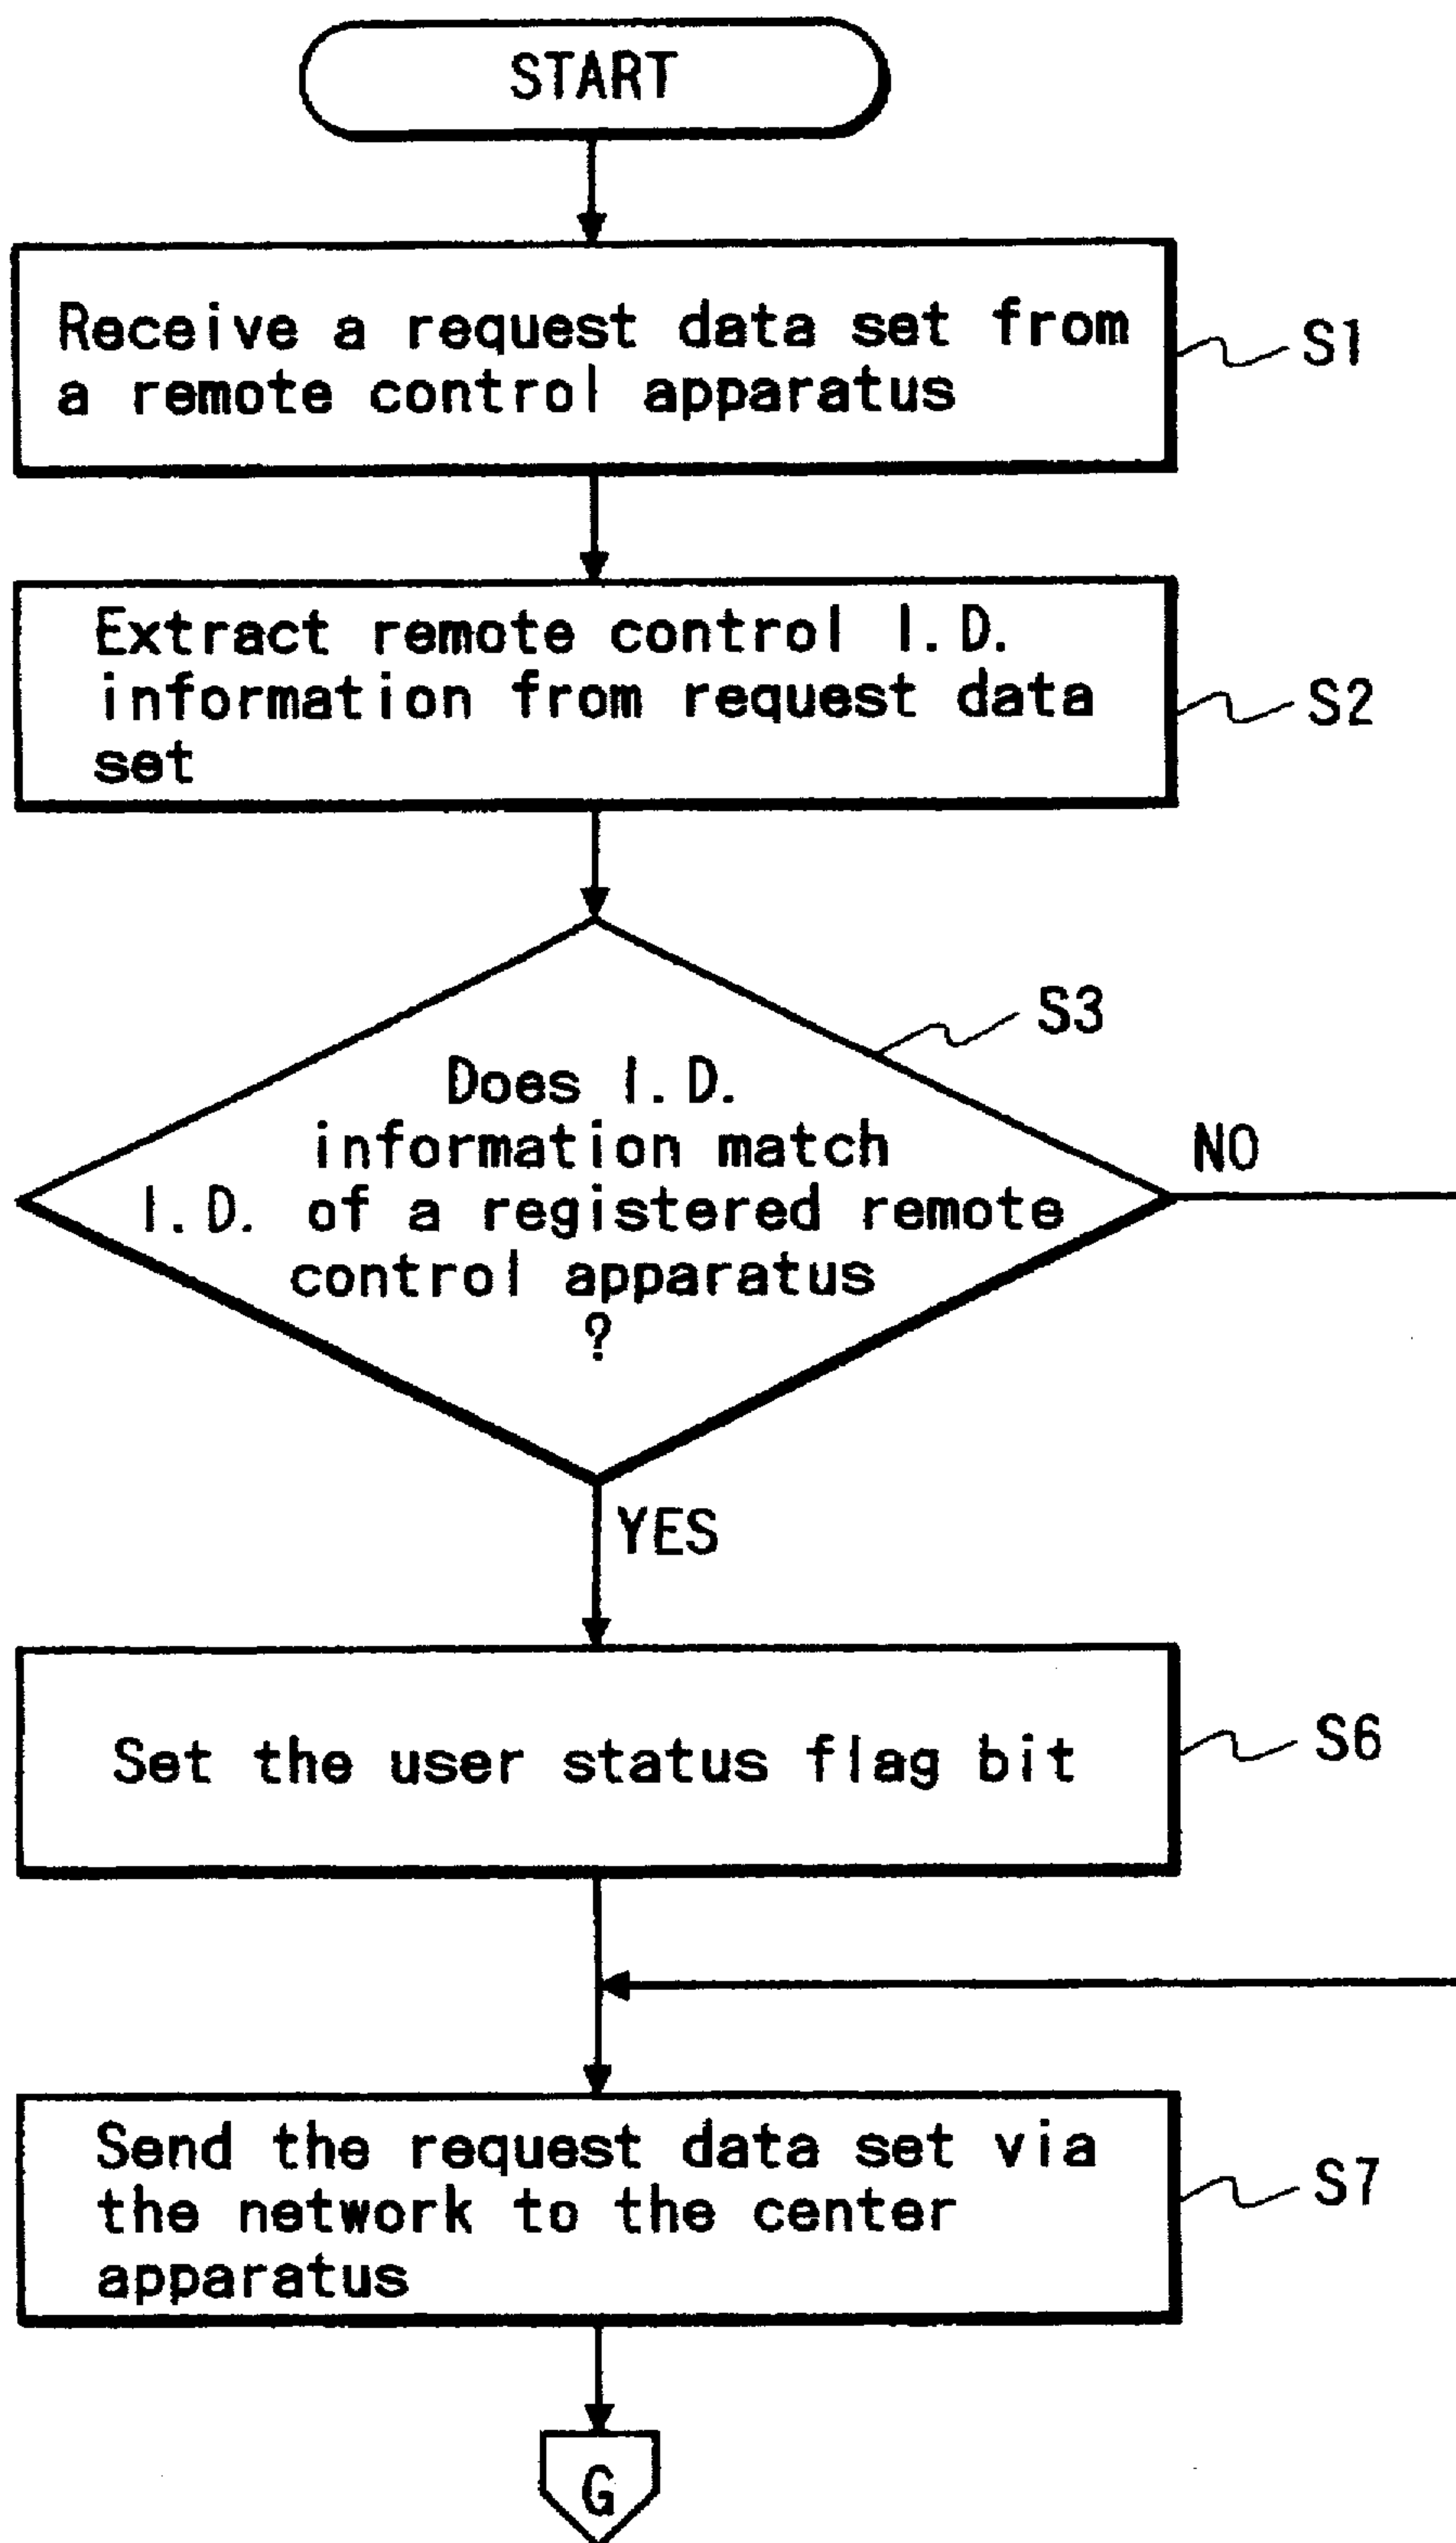 START
Receive a request data set from
a remote control apparatus
S1
Extract remote control I.D.
information from request data
set
S2
S3
Does I.D.
information match
I.D. of a registered remote
control apparatus
?
NO
YES
Set the user status flag bit
S6
Send the request data set via
the network to the center
apparatus
S7
G